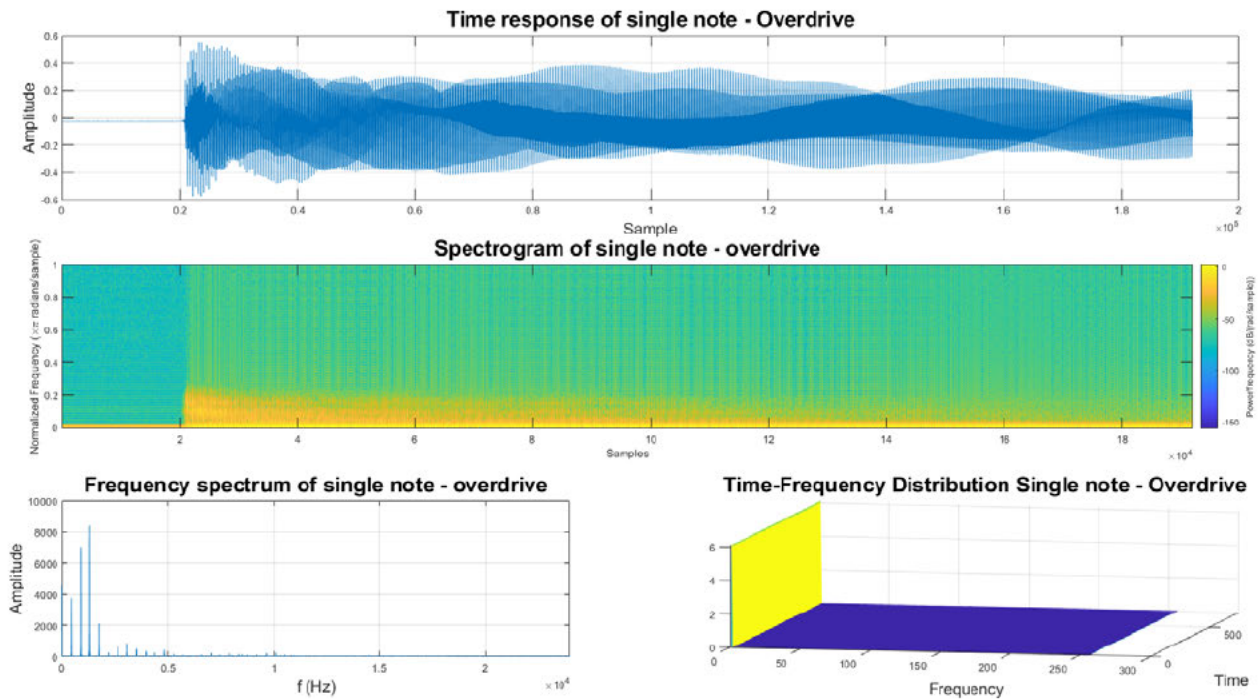 Time response of single note - Overdrive
Amplitude
0.6
0.4
0.2
0
-0.2
-0.4
-0.6
0 0.2 0.4 0.6 0.8 1 1.2 1.4 1.6 1.8 2
Sample
×10⁵
Spectrogram of single note - overdrive
Normalized Frequency (×π radians/sample)
1
0.8
0.6
0.4
0.2
0
2 4 6 8 10 12 14 16 18
Samples
×10⁴
0
-50
-100
-150
Power/frequency (dB/(rad/sample))
Frequency spectrum of single note - overdrive
Amplitude
10000
8000
6000
4000
2000
0
0 0.5 1 1.5 2
f (Hz)
×10⁴
Time-Frequency Distribution Single note - Overdrive
6
4
2
0
0 50 100 150 200 250 300
Frequency
0
500
Time